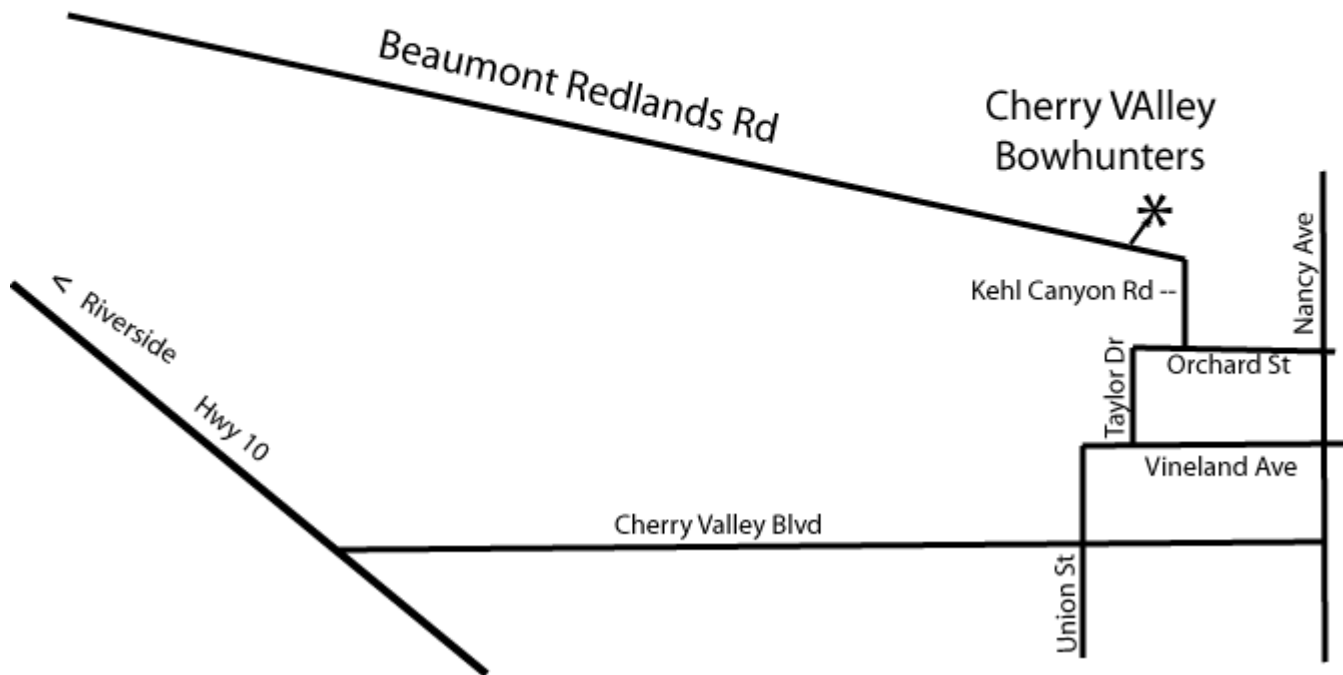 Beaumont Redlands Rd
Cherry VAlley
Bowhunters
Nancy Ave
Kehl Canyon Rd --
< Riverside
Hwy 10
Taylor Dr
Orchard St
Vineland Ave
Cherry Valley Blvd
Union St